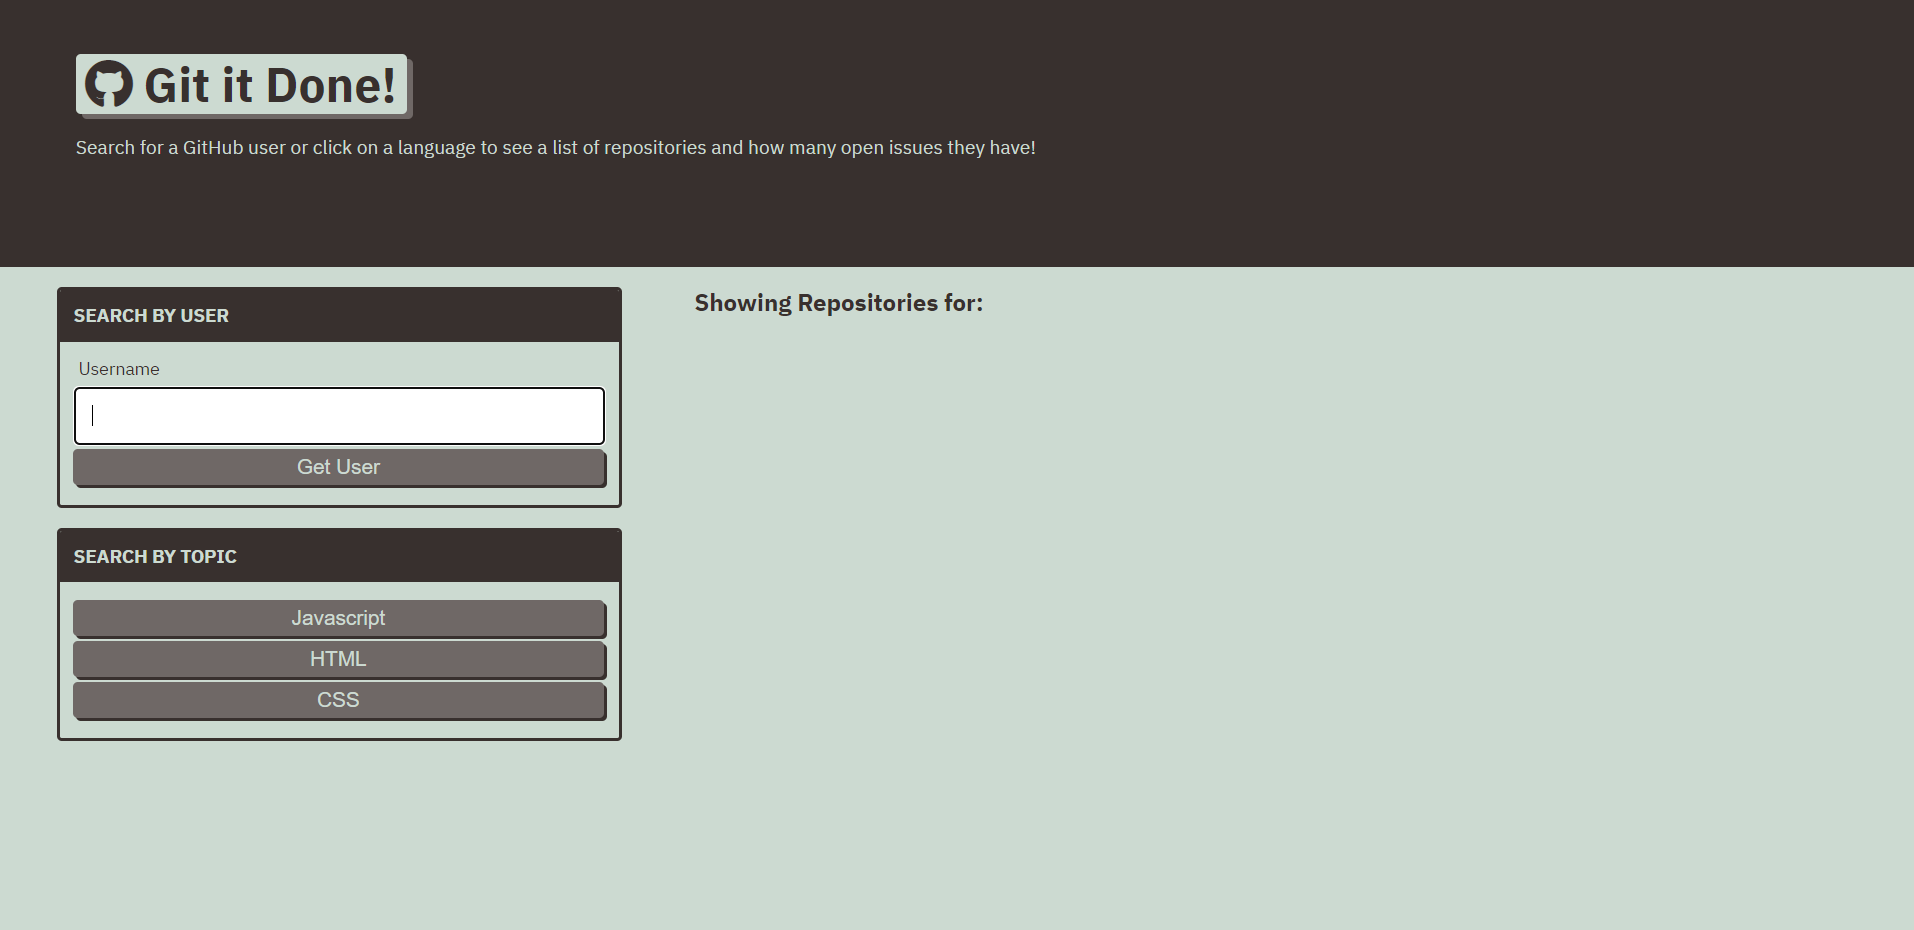 Git it Done!
Search for a GitHub user or click on a language to see a list of repositories and how many open issues they have!
SEARCH BY USER
Username
Get User
SEARCH BY TOPIC
Javascript
HTML
CSS
Showing Repositories for: